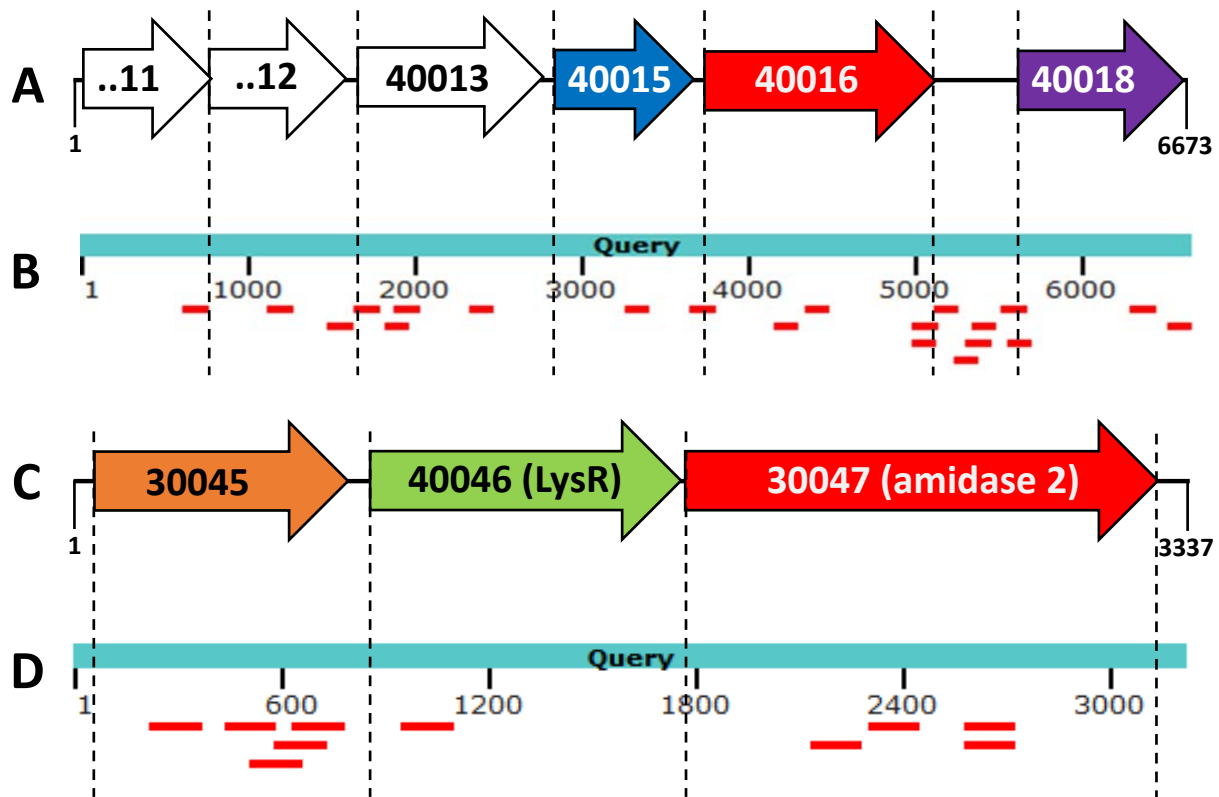 A ..11 ..12 40013 40015 40016 40018
1 6673
B Query
1 1000 2000 3000 4000 5000 6000
C 30045 40046 (LysR) 30047 (amidase 2)
1 3337
D Query
1 600 1200 1800 2400 3000